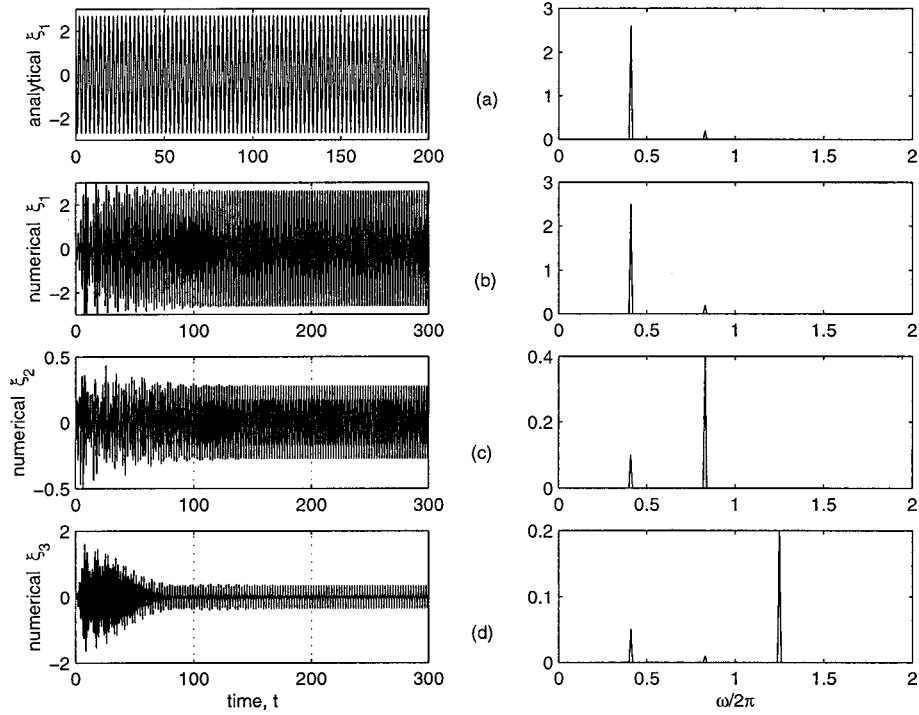 analytical ξ₁
2
0
−2
0 50 100 150 200
(a)
3
2
1
0
0 0.5 1 1.5 2
numerical ξ₁
2
0
−2
0 100 200 300
(b)
3
2
1
0
0 0.5 1 1.5 2
numerical ξ₂
0.5
0
−0.5
0 100 200 300
(c)
0.4
0.2
0
0 0.5 1 1.5 2
numerical ξ₃
2
0
−2
0 100 200 300
time, t
(d)
0.2
0.1
0
0 0.5 1 1.5 2
ω/2π